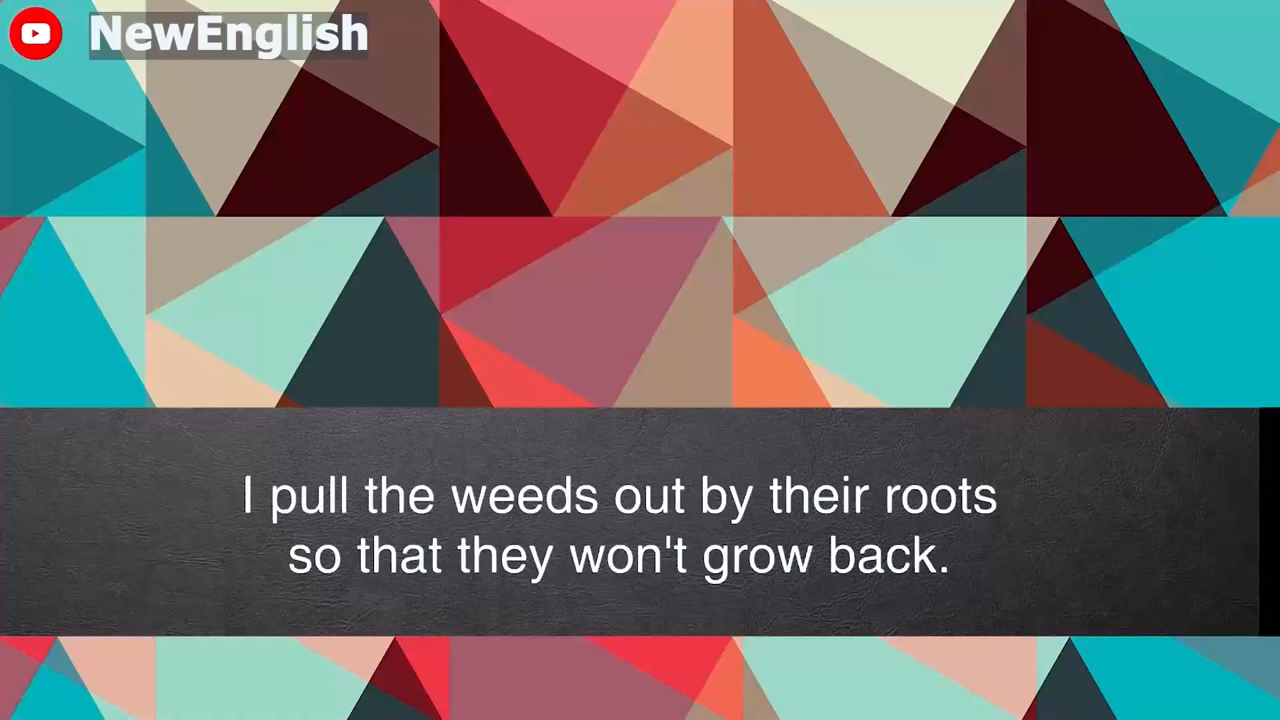 NewEnglish
I pull the weeds out by their roots
so that they won't grow back.